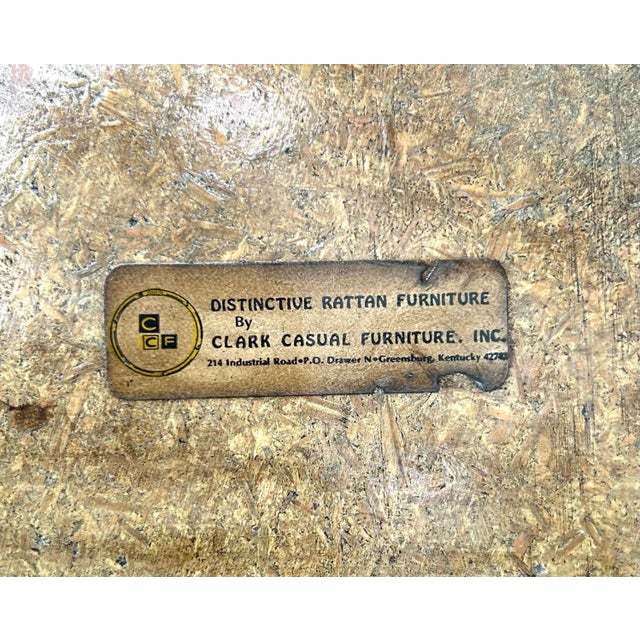 C
CF
DISTINCTIVE RATTAN FURNITURE
By
CLARK CASUAL FURNITURE, INC.
214 Industrial Road•P.O. Drawer N•Greensburg, Kentucky